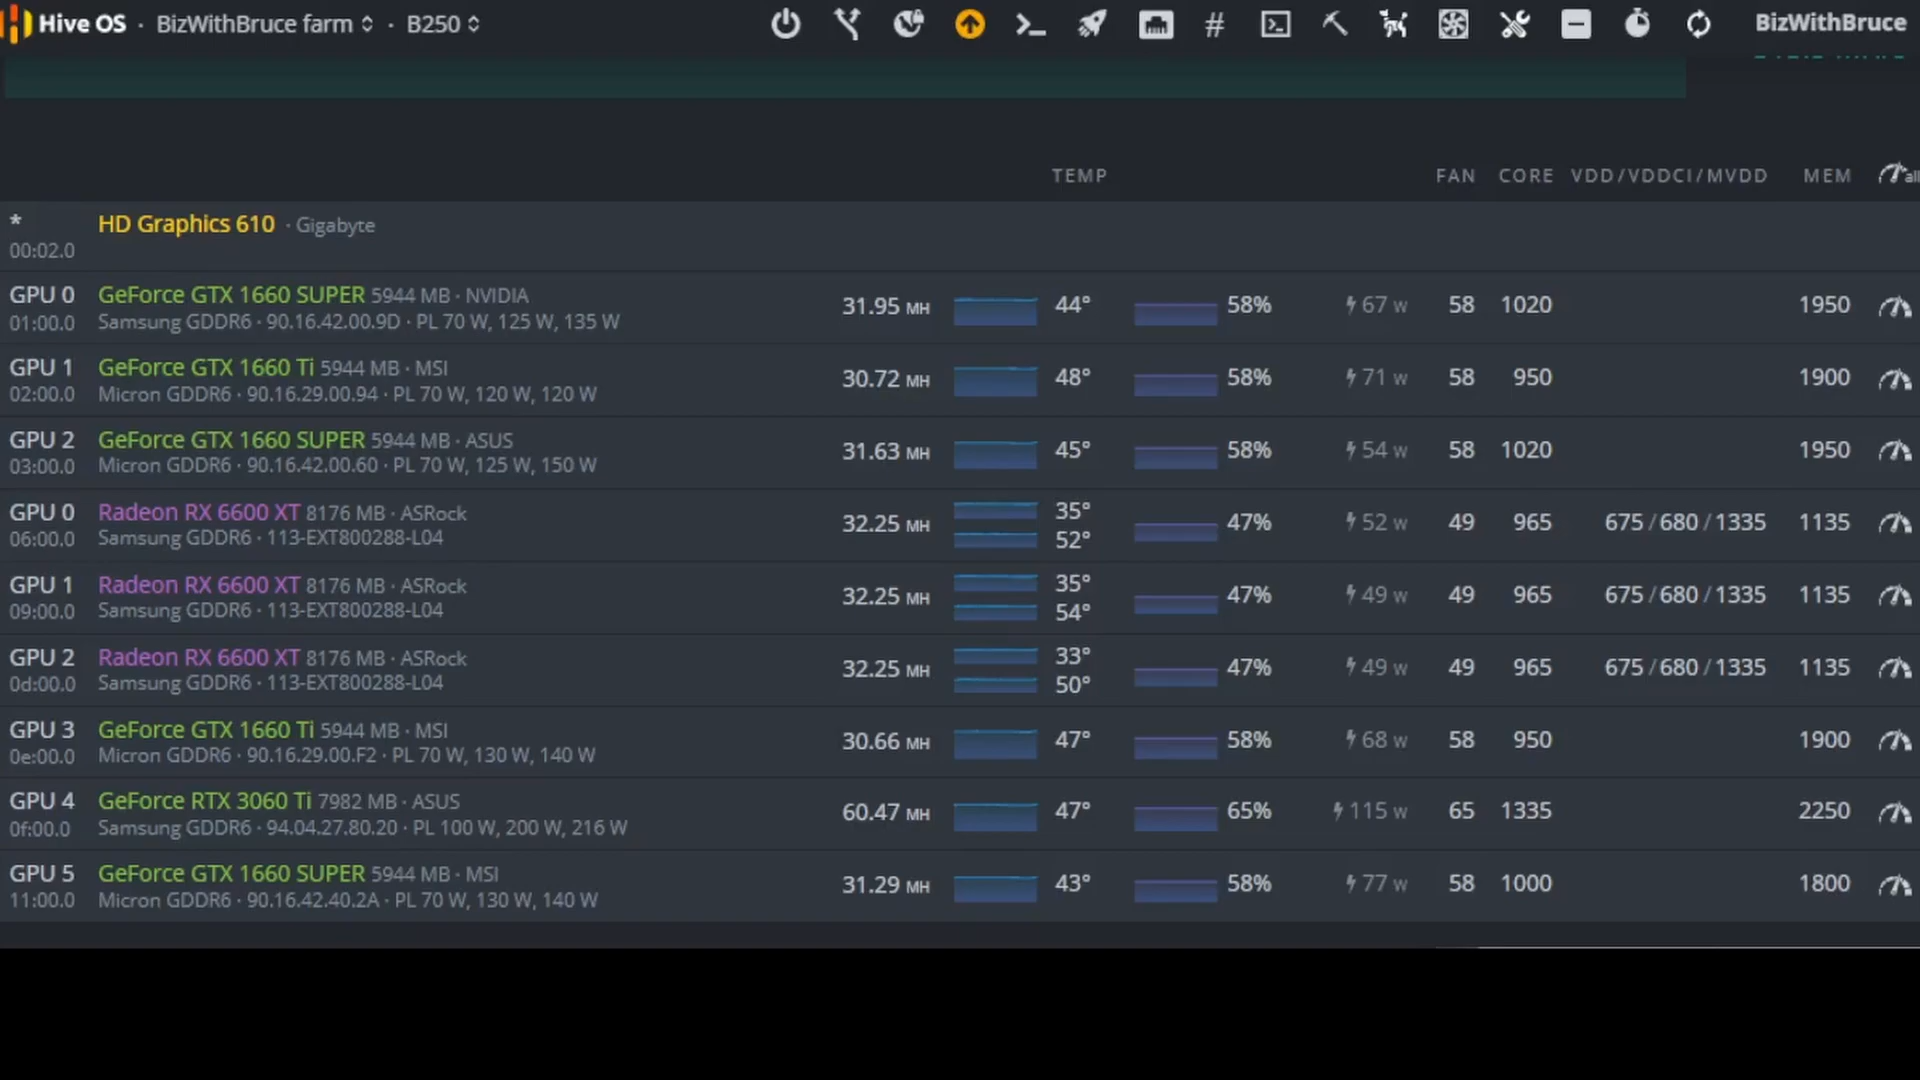 Hive OS · BizWithBruce farm · B250 # BizWithBruce
TEMP FAN CORE VDD/VDDCI/MVDD MEM all
* HD Graphics 610 · Gigabyte
00:02.0
GPU 0 GeForce GTX 1660 SUPER 5944 MB · NVIDIA 31.95 MH 44° 58% 67 W 58 1020 1950
01:00.0 Samsung GDDR6 · 90.16.42.00.9D · PL 70 W, 125 W, 135 W
GPU 1 GeForce GTX 1660 Ti 5944 MB · MSI 30.72 MH 48° 58% 71 W 58 950 1900
02:00.0 Micron GDDR6 · 90.16.29.00.94 · PL 70 W, 120 W, 120 W
GPU 2 GeForce GTX 1660 SUPER 5944 MB · ASUS 31.63 MH 45° 58% 54 W 58 1020 1950
03:00.0 Micron GDDR6 · 90.16.42.00.60 · PL 70 W, 125 W, 150 W
GPU 0 Radeon RX 6600 XT 8176 MB · ASRock 32.25 MH 35° 47% 52 W 49 965 675/680/1335 1135
06:00.0 Samsung GDDR6 · 113-EXT800288-L04 52°
GPU 1 Radeon RX 6600 XT 8176 MB · ASRock 32.25 MH 35° 47% 49 W 49 965 675/680/1335 1135
09:00.0 Samsung GDDR6 · 113-EXT800288-L04 54°
GPU 2 Radeon RX 6600 XT 8176 MB · ASRock 32.25 MH 33° 47% 49 W 49 965 675/680/1335 1135
0d:00.0 Samsung GDDR6 · 113-EXT800288-L04 50°
GPU 3 GeForce GTX 1660 Ti 5944 MB · MSI 30.66 MH 47° 58% 68 W 58 950 1900
0e:00.0 Micron GDDR6 · 90.16.29.00.F2 · PL 70 W, 130 W, 140 W
GPU 4 GeForce RTX 3060 Ti 7982 MB · ASUS 60.47 MH 47° 65% 115 W 65 1335 2250
0f:00.0 Samsung GDDR6 · 94.04.27.80.20 · PL 100 W, 200 W, 216 W
GPU 5 GeForce GTX 1660 SUPER 5944 MB · MSI 31.29 MH 43° 58% 77 W 58 1000 1800
11:00.0 Micron GDDR6 · 90.16.42.40.2A · PL 70 W, 130 W, 140 W